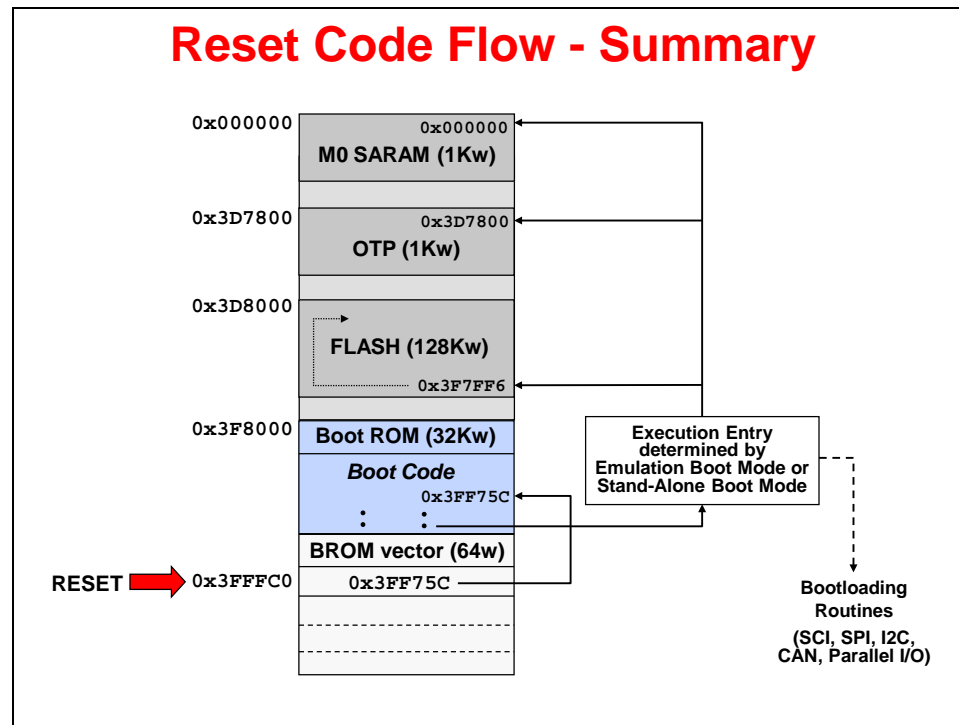 Reset Code Flow - Summary
0x000000
0x000000
M0 SARAM (1Kw)
0x3D7800
0x3D7800
OTP (1Kw)
0x3D8000
FLASH (128Kw)
0x3F7FF6
0x3F8000
Boot ROM (32Kw)
Boot Code
0x3FF75C
BROM vector (64w)
RESET
0x3FFFC0
0x3FF75C
Execution Entry
determined by
Emulation Boot Mode or
Stand-Alone Boot Mode
Bootloading
Routines
(SCI, SPI, I2C,
CAN, Parallel I/O)